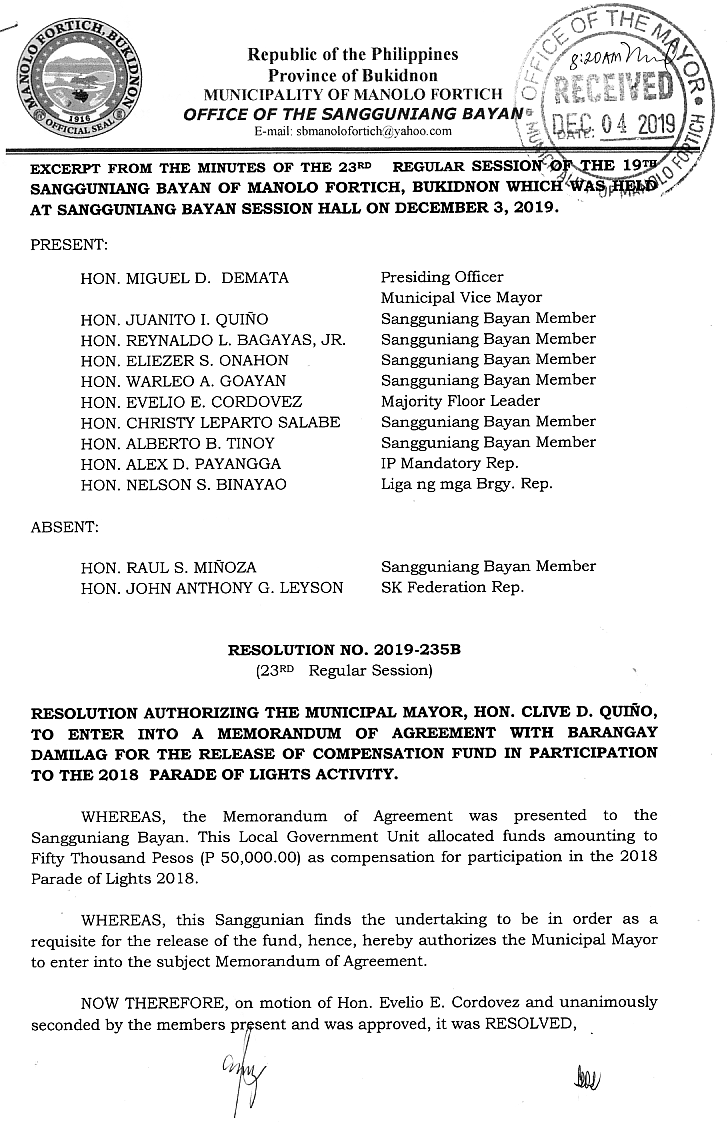 MANOLO FORTICH, BUKIDNON
1916
OFFICIAL SEAL
Republic of the Philippines
Province of Bukidnon
MUNICIPALITY OF MANOLO FORTICH
OFFICE OF THE SANGGUNIANG BAYAN
E-mail: sbmanolofortich@yahoo.com
OFFICE OF THE MAYOR
8:20AM
RECEIVED
DATE: DEC 04 2019
MUNICIPALITY OF MANOLO FORTICH
EXCERPT FROM THE MINUTES OF THE 23RD REGULAR SESSION OF THE 19TH
SANGGUNIANG BAYAN OF MANOLO FORTICH, BUKIDNON WHICH WAS HELD
AT SANGGUNIANG BAYAN SESSION HALL ON DECEMBER 3, 2019.
PRESENT:
HON. MIGUEL D. DEMATA Presiding Officer
Municipal Vice Mayor
HON. JUANITO I. QUIÑO Sangguniang Bayan Member
HON. REYNALDO L. BAGAYAS, JR. Sangguniang Bayan Member
HON. ELIEZER S. ONAHON Sangguniang Bayan Member
HON. WARLEO A. GOAYAN Sangguniang Bayan Member
HON. EVELIO E. CORDOVEZ Majority Floor Leader
HON. CHRISTY LEPARTO SALABE Sangguniang Bayan Member
HON. ALBERTO B. TINOY Sangguniang Bayan Member
HON. ALEX D. PAYANGGA IP Mandatory Rep.
HON. NELSON S. BINAYAO Liga ng mga Brgy. Rep.
ABSENT:
HON. RAUL S. MIÑOZA Sangguniang Bayan Member
HON. JOHN ANTHONY G. LEYSON SK Federation Rep.
RESOLUTION NO. 2019-235B
(23RD Regular Session)
RESOLUTION AUTHORIZING THE MUNICIPAL MAYOR, HON. CLIVE D. QUIÑO,
TO ENTER INTO A MEMORANDUM OF AGREEMENT WITH BARANGAY
DAMILAG FOR THE RELEASE OF COMPENSATION FUND IN PARTICIPATION
TO THE 2018 PARADE OF LIGHTS ACTIVITY.
WHEREAS, the Memorandum of Agreement was presented to the
Sangguniang Bayan. This Local Government Unit allocated funds amounting to
Fifty Thousand Pesos (P 50,000.00) as compensation for participation in the 2018
Parade of Lights 2018.
WHEREAS, this Sanggunian finds the undertaking to be in order as a
requisite for the release of the fund, hence, hereby authorizes the Municipal Mayor
to enter into the subject Memorandum of Agreement.
NOW THEREFORE, on motion of Hon. Evelio E. Cordovez and unanimously
seconded by the members present and was approved, it was RESOLVED,